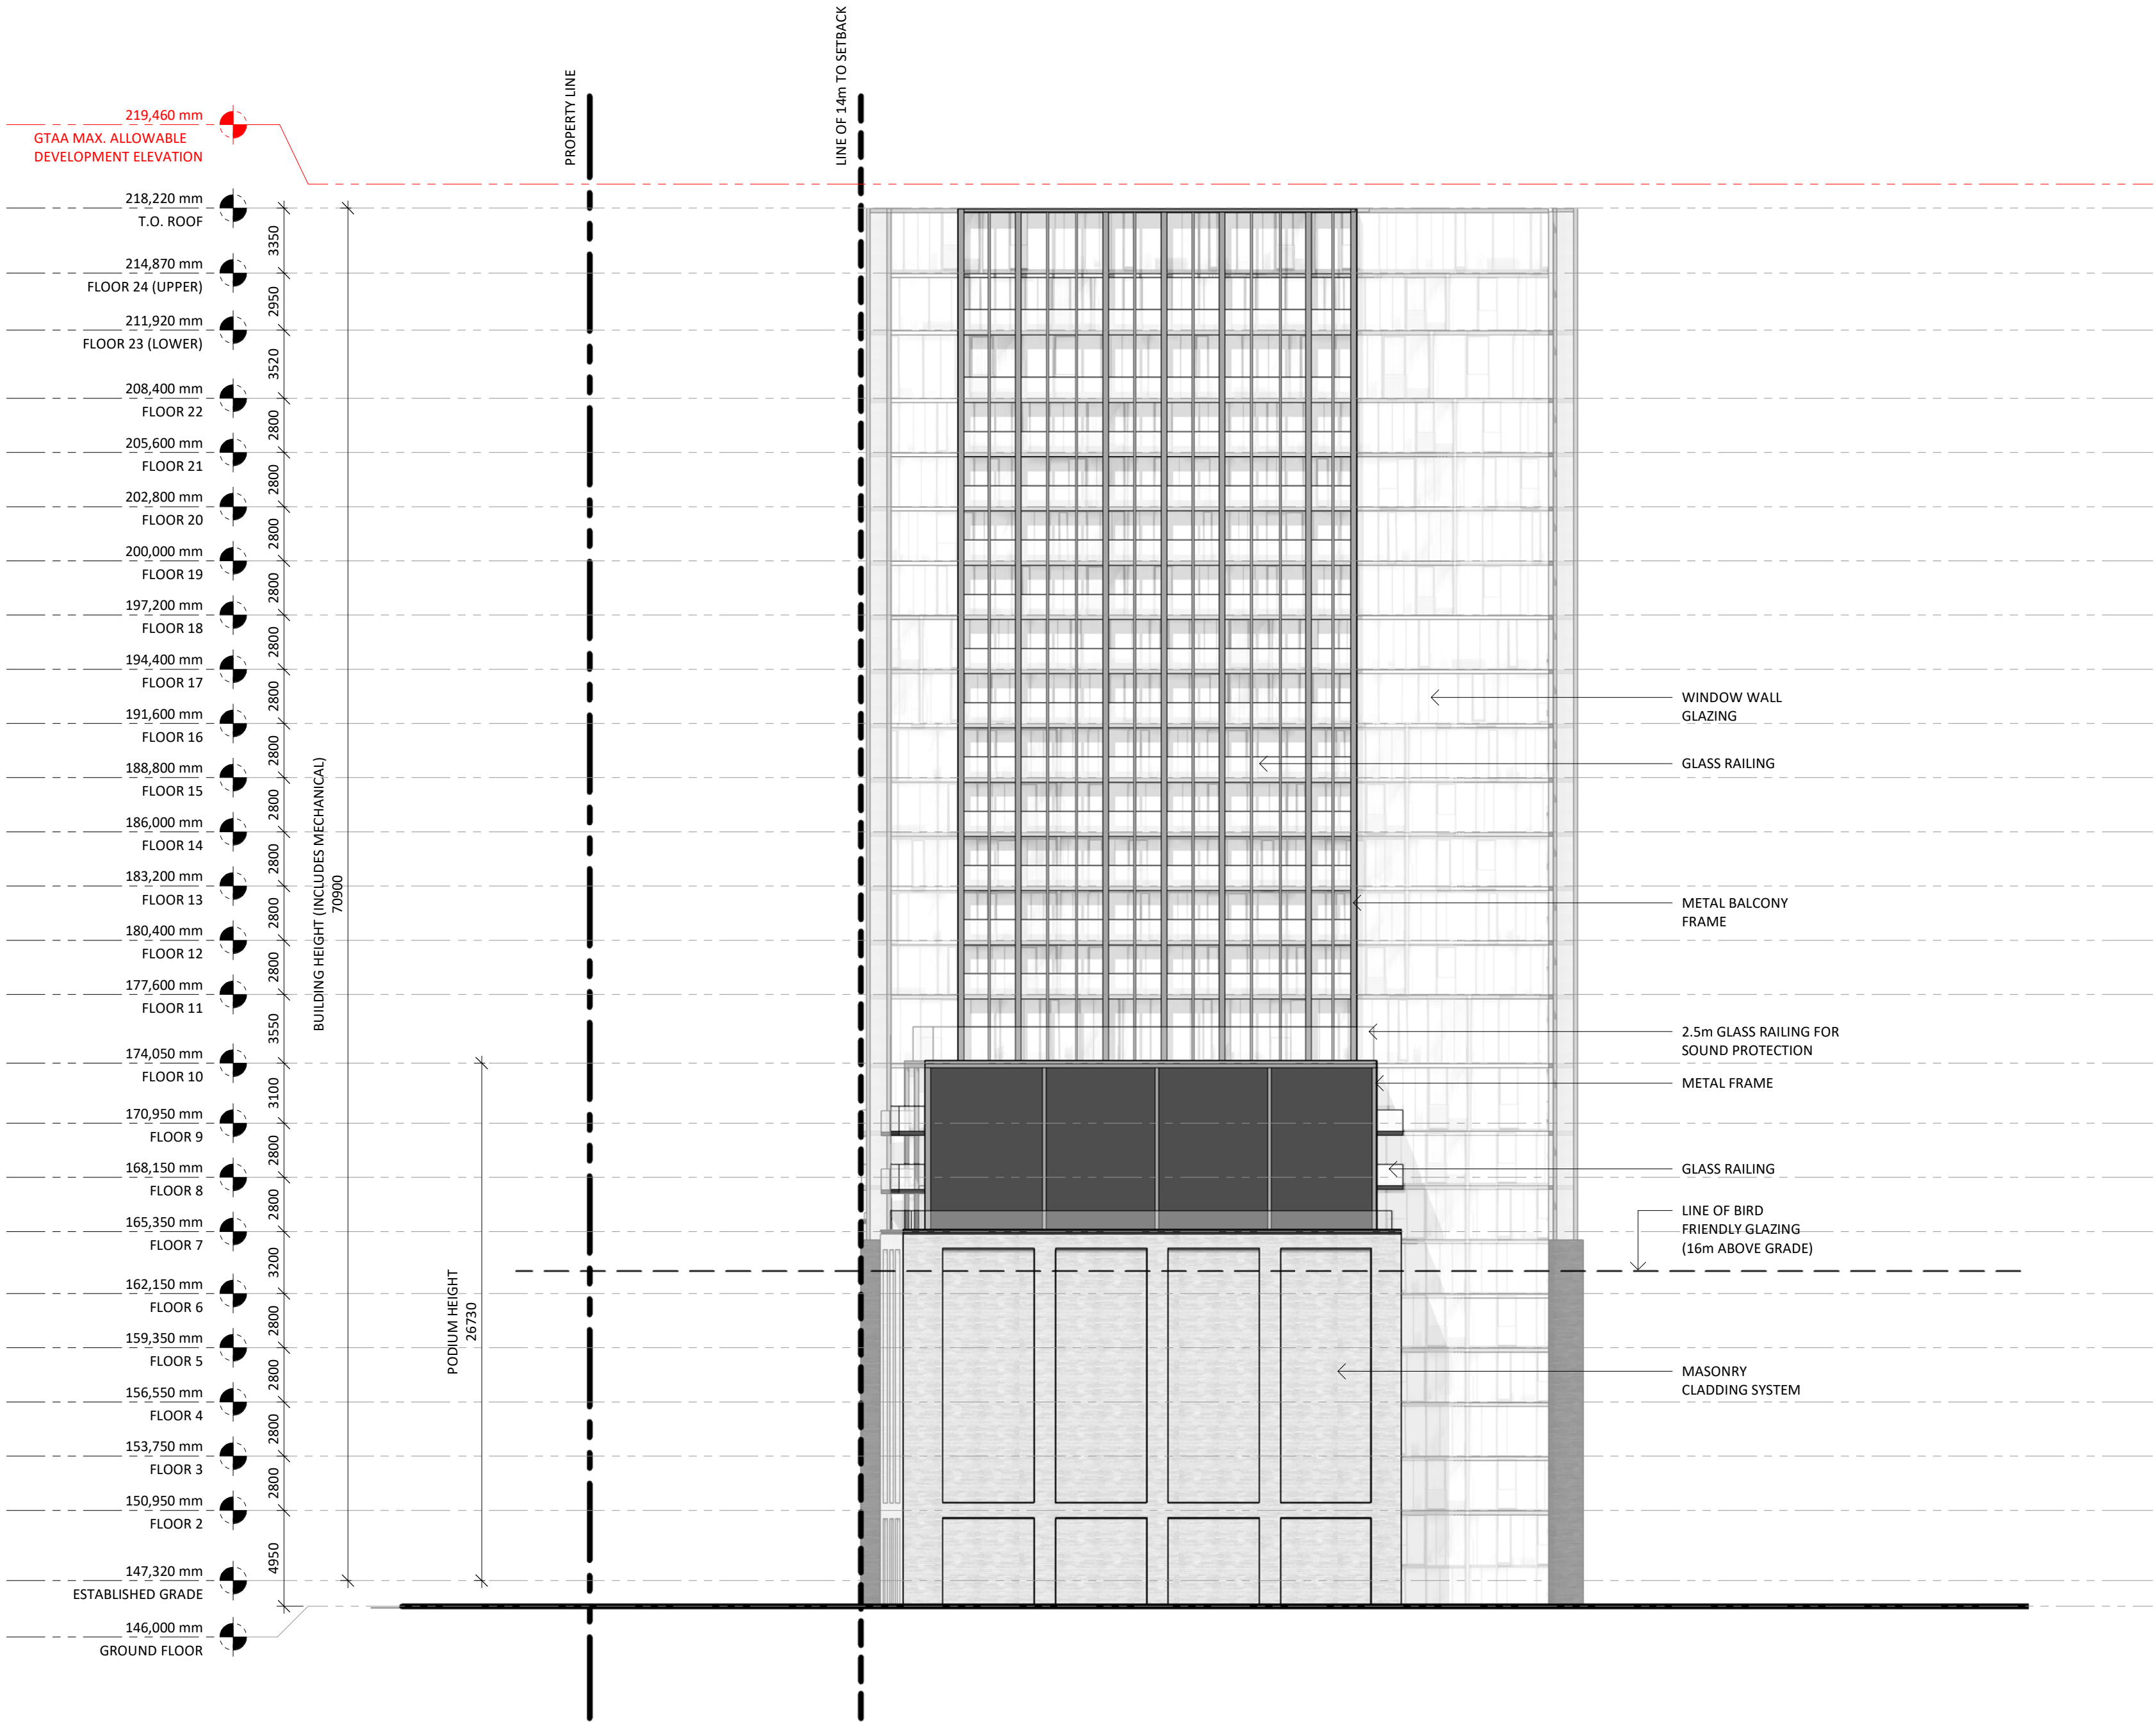 LINE OF 14m TO SETBACK
PROPERTY LINE
219,460 mm
GTAA MAX. ALLOWABLE
DEVELOPMENT ELEVATION
218,220 mm
T.O. ROOF
3350
214,870 mm
FLOOR 24 (UPPER)
2950
211,920 mm
FLOOR 23 (LOWER)
3520
208,400 mm
FLOOR 22
2800
205,600 mm
FLOOR 21
2800
202,800 mm
FLOOR 20
2800
200,000 mm
FLOOR 19
2800
197,200 mm
FLOOR 18
2800
194,400 mm
FLOOR 17
2800
191,600 mm
FLOOR 16
2800
188,800 mm
FLOOR 15
2800
186,000 mm
FLOOR 14
2800
183,200 mm
FLOOR 13
2800
180,400 mm
FLOOR 12
2800
177,600 mm
FLOOR 11
3550
174,050 mm
FLOOR 10
3100
170,950 mm
FLOOR 9
2800
168,150 mm
FLOOR 8
2800
165,350 mm
FLOOR 7
3200
162,150 mm
FLOOR 6
2800
159,350 mm
FLOOR 5
2800
156,550 mm
FLOOR 4
2800
153,750 mm
FLOOR 3
2800
150,950 mm
FLOOR 2
4950
147,320 mm
ESTABLISHED GRADE
146,000 mm
GROUND FLOOR
BUILDING HEIGHT (INCLUDES MECHANICAL)
70900
PODIUM HEIGHT
26730
WINDOW WALL
GLAZING
GLASS RAILING
METAL BALCONY
FRAME
2.5m GLASS RAILING FOR
SOUND PROTECTION
METAL FRAME
GLASS RAILING
LINE OF BIRD
FRIENDLY GLAZING
(16m ABOVE GRADE)
MASONRY
CLADDING SYSTEM